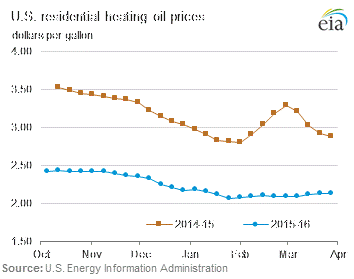 U.S. residential heating oil prices
dollars per gallon
eia
4.00
3.50
3.00
2.50
2.00
1.50
Oct Nov Dec Jan Feb Mar Apr
2014-15 2015-16
Source: U.S. Energy Information Administration